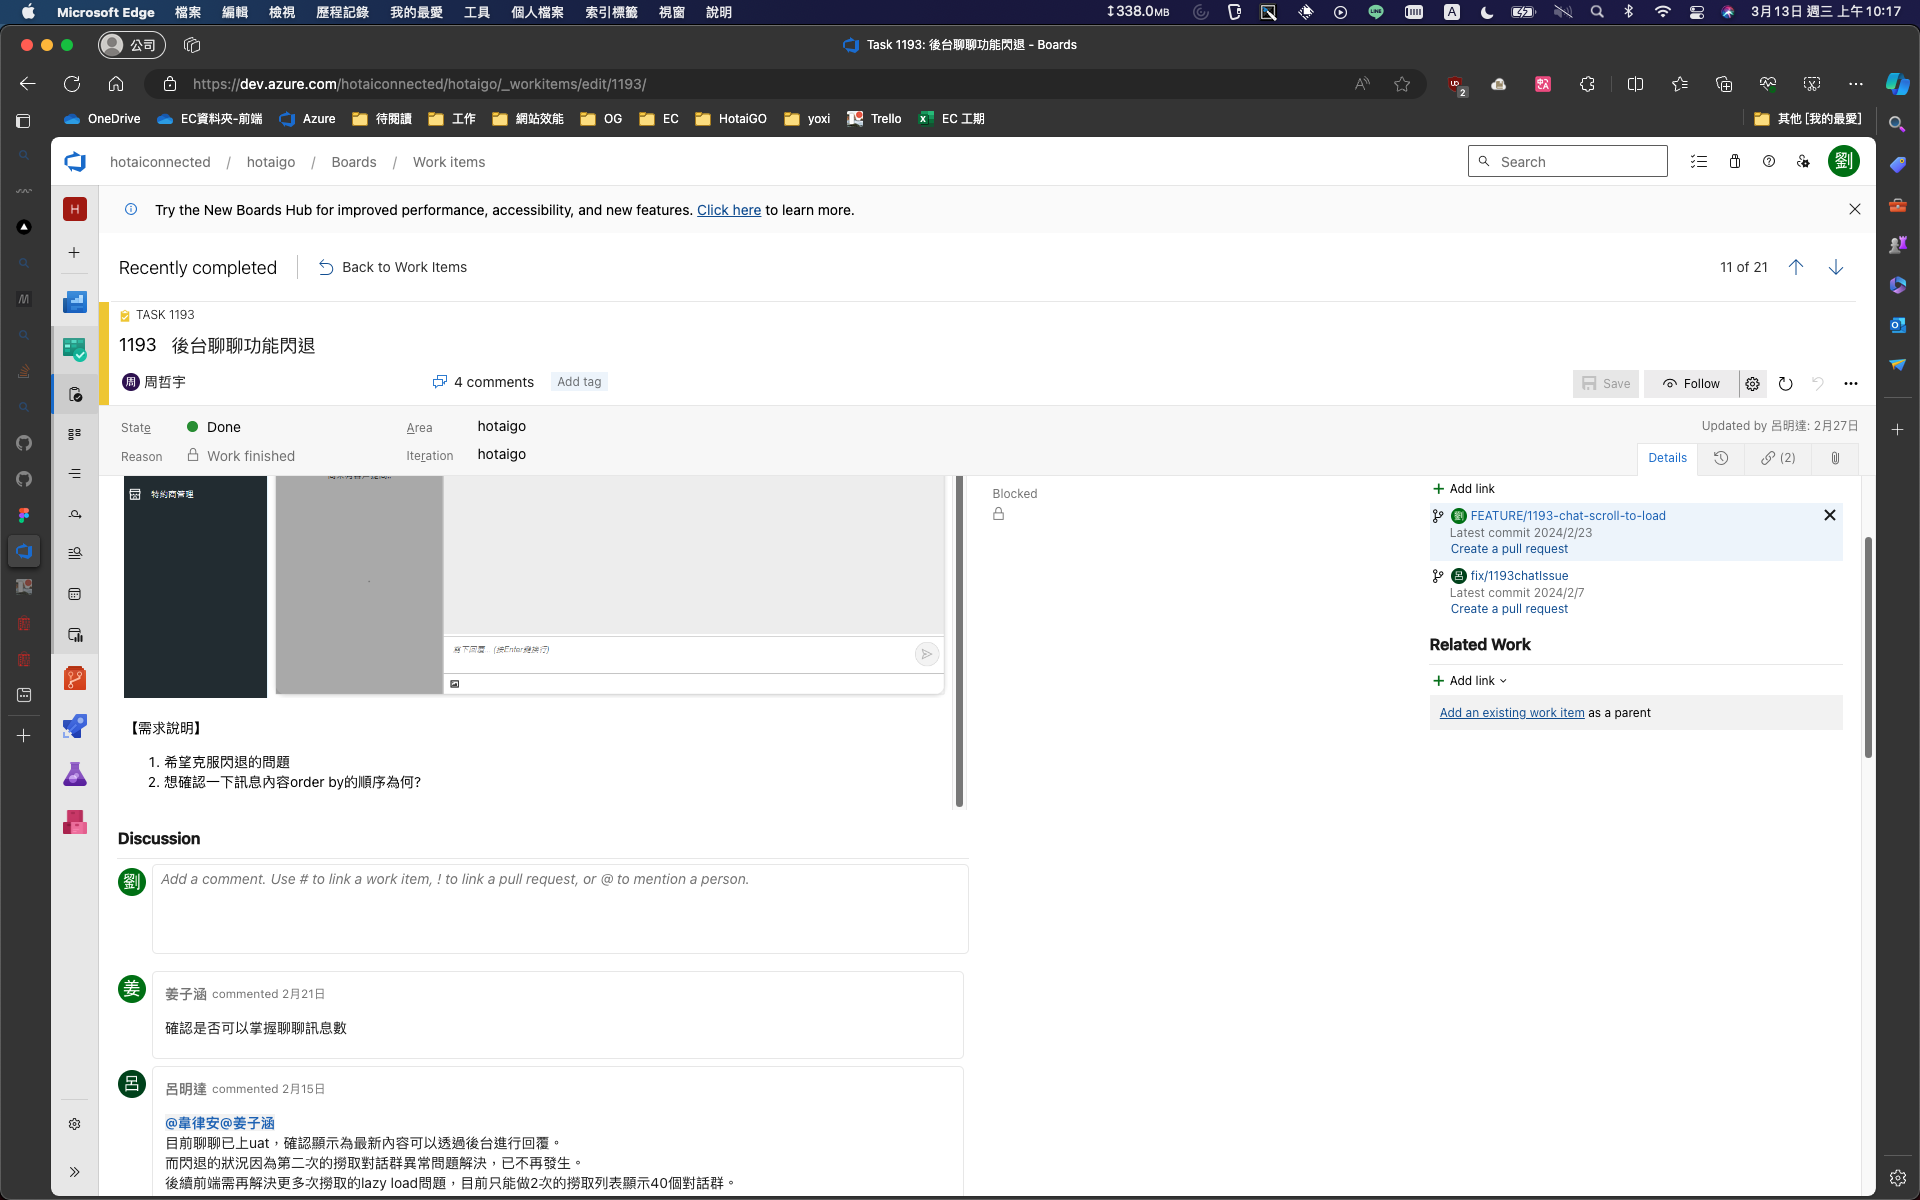 Microsoft Edge 檔案 編輯 檢視 歷程記錄 我的最愛 工具 個人檔案 索引標籤 視窗 說明 338.0MB A 3月13日 週三 上午 10:17
公司 Task 1193: 後台聊聊功能閃退 - Boards
https://dev.azure.com/hotaiconnected/hotaigo/_workitems/edit/1193/ 2
OneDrive EC資料夾-前端 Azure 待閱讀 工作 網站效能 OG EC HotaiGO yoxi Trello EC 工期 其他 [我的最愛]
hotaiconnected / hotaigo / Boards / Work items Search 劉
H Try the New Boards Hub for improved performance, accessibility, and new features. Click here to learn more.
Recently completed Back to Work Items 11 of 21
TASK 1193
1193 後台聊聊功能閃退
周 周哲宇 4 comments Add tag Save Follow
State Done Area hotaigo Updated by 呂明達: 2月27日
Reason Work finished Iteration hotaigo Details (2)
特約商管理
寫下回覆... (按Enter鍵換行)
【需求說明】
1. 希望克服閃退的問題
2. 想確認一下訊息內容order by的順序為何?
Blocked
Add link
劉 FEATURE/1193-chat-scroll-to-load
Latest commit 2024/2/23
Create a pull request
呂 fix/1193chatIssue
Latest commit 2024/2/7
Create a pull request
Related Work
Add link
Add an existing work item as a parent
Discussion
劉 Add a comment. Use # to link a work item, ! to link a pull request, or @ to mention a person.
姜 姜子涵 commented 2月21日
確認是否可以掌握聊聊訊息數
呂 呂明達 commented 2月15日
@韋律安@姜子涵
目前聊聊已上uat，確認顯示為最新內容可以透過後台進行回覆。
而閃退的狀況因為第二次的撈取對話群異常問題解決，已不再發生。
後續前端需再解決更多次撈取的lazy load問題，目前只能做2次的撈取列表顯示40個對話群。